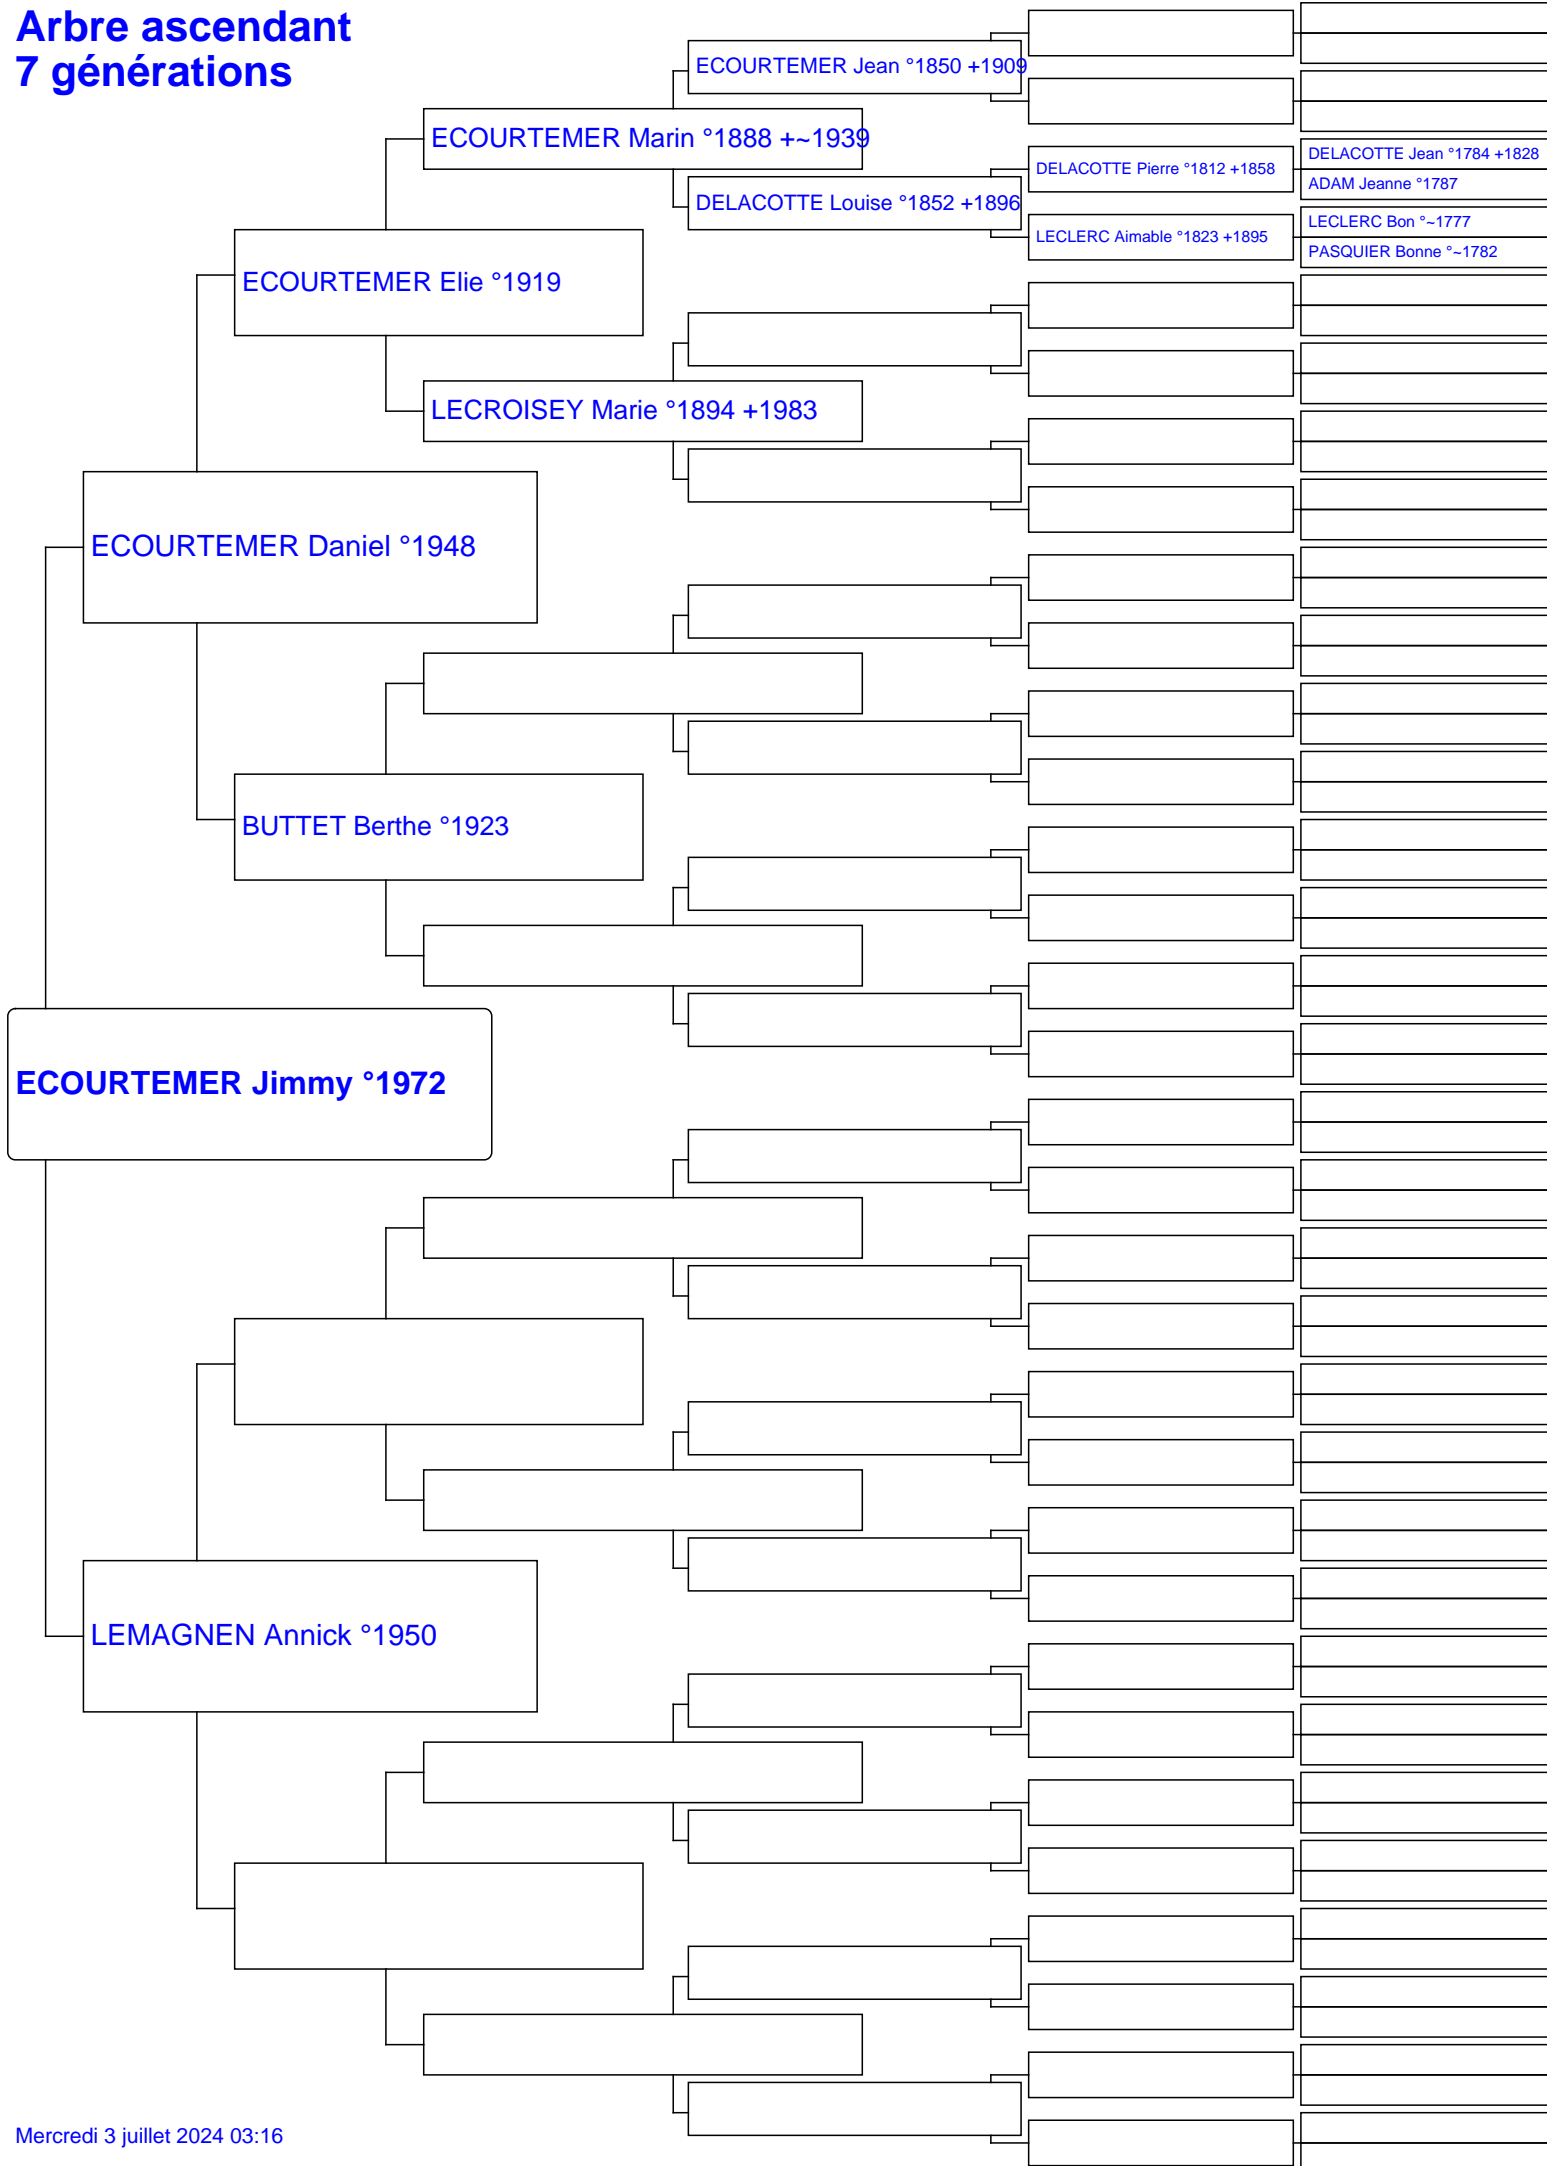 Arbre ascendant
7 générations
ECOURTEMER Jean °1850 +1909
ECOURTEMER Marin °1888 +~1939
DELACOTTE Jean °1784 +1828
DELACOTTE Pierre °1812 +1858
ADAM Jeanne °1787
DELACOTTE Louise °1852 +1896
LECLERC Bon °~1777
LECLERC Aimable °1823 +1895
PASQUIER Bonne °~1782
ECOURTEMER Elie °1919
LECROISEY Marie °1894 +1983
ECOURTEMER Daniel °1948
BUTTET Berthe °1923
ECOURTEMER Jimmy °1972
LEMAGNEN Annick °1950
Mercredi 3 juillet 2024 03:16